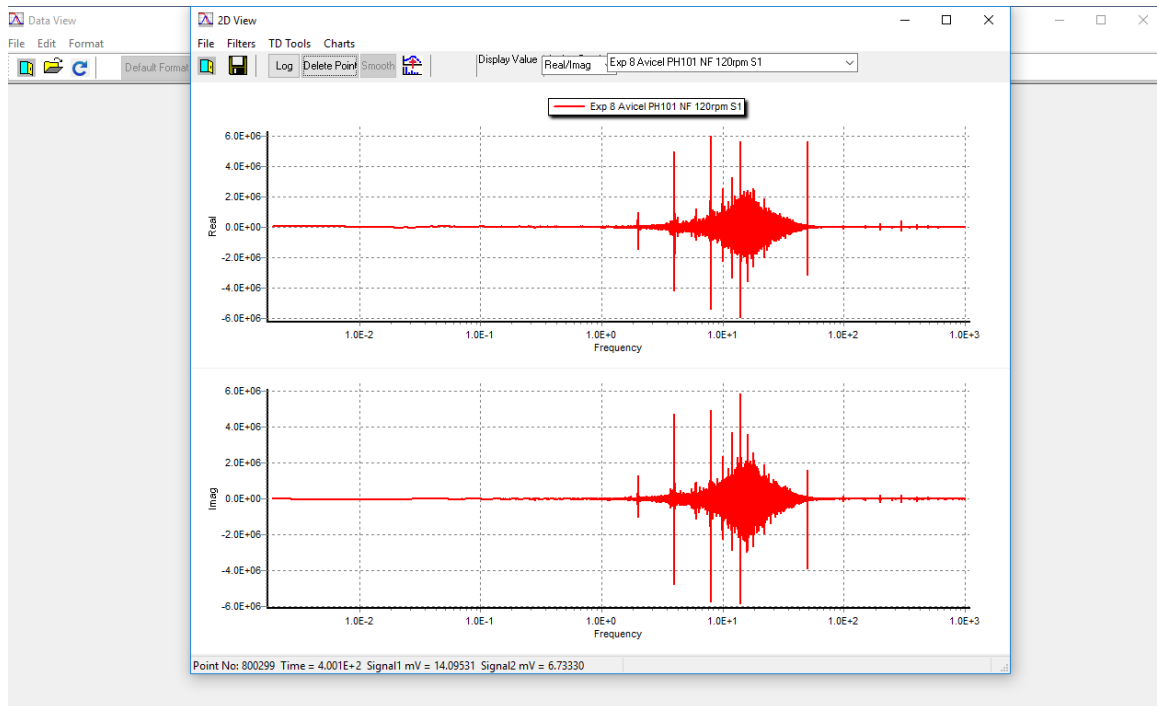 Data View
File Edit Format
Default Format
2D View
File Filters TD Tools Charts
Log Delete Point Smooth Display Value Real/Imag Exp 8 Avicel PH101 NF 120rpm S1
Exp 8 Avicel PH101 NF 120rpm S1
6.0E+06
4.0E+06
2.0E+06
0.0E+00
-2.0E+06
-4.0E+06
-6.0E+06
Real
1.0E-2 1.0E-1 1.0E+0 1.0E+1 1.0E+2 1.0E+3
Frequency
6.0E+06
4.0E+06
2.0E+06
0.0E+00
-2.0E+06
-4.0E+06
-6.0E+06
Imag
1.0E-2 1.0E-1 1.0E+0 1.0E+1 1.0E+2 1.0E+3
Frequency
Point No: 800299 Time = 4.001E+2 Signal1 mV = 14.09531 Signal2 mV = 6.73330